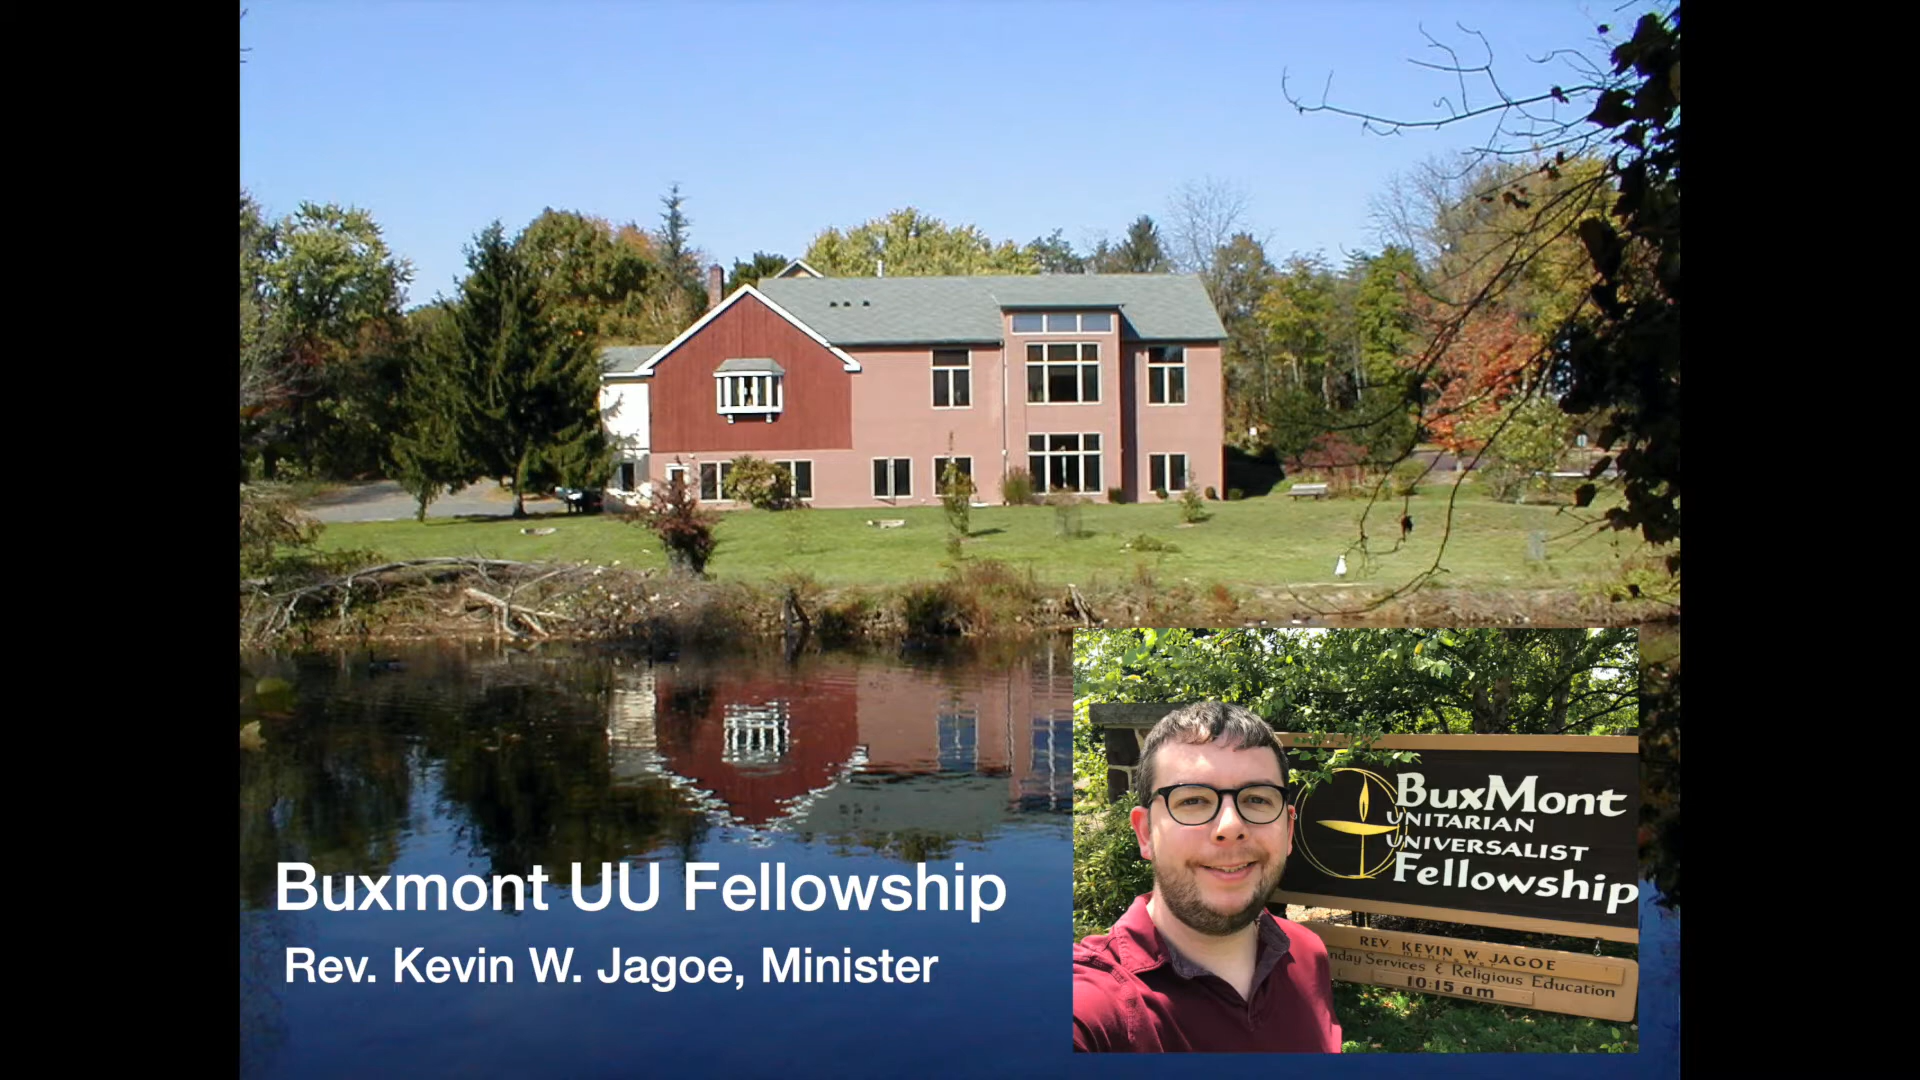 Buxmont UU Fellowship
Rev. Kevin W. Jagoe, Minister
BuxMont
UNITARIAN
UNIVERSALIST
Fellowship
REV. KEVIN W JAGOE
Services & Religious Education
10:15 am